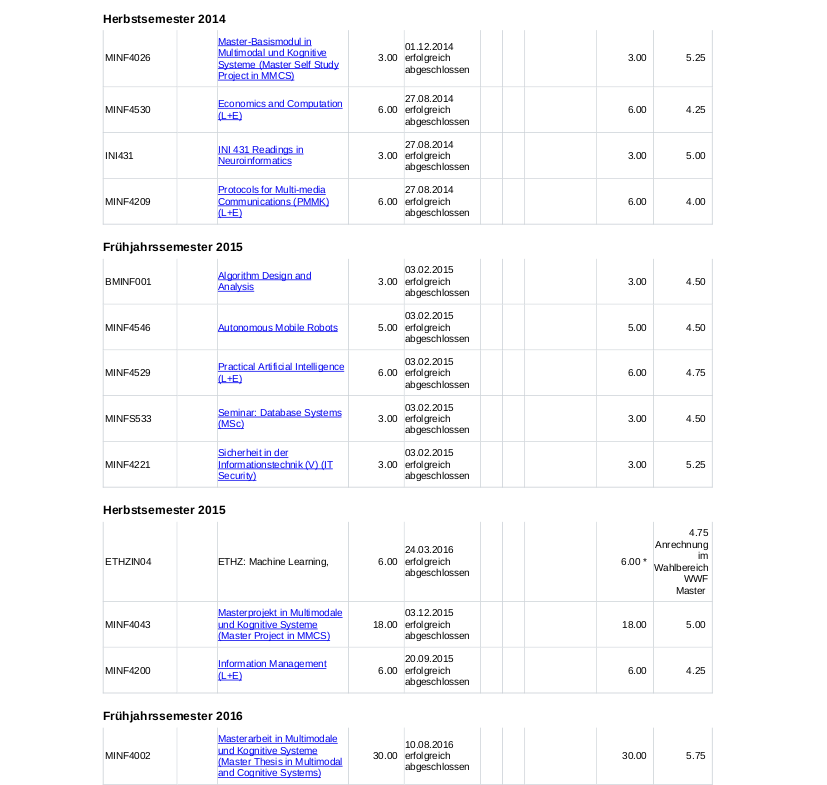 Herbstsemester 2014
MINF4026 Master-Basismodul in Multimodal und Kognitive Systeme (Master Self Study Project in MMCS) 3.00 01.12.2014 erfolgreich abgeschlossen 3.00 5.25
MINF4530 Economics and Computation (L+E) 6.00 27.08.2014 erfolgreich abgeschlossen 6.00 4.25
INI431 INI 431 Readings in Neuroinformatics 3.00 27.08.2014 erfolgreich abgeschlossen 3.00 5.00
MINF4209 Protocols for Multi-media Communications (PMMK) (L+E) 6.00 27.08.2014 erfolgreich abgeschlossen 6.00 4.00
Frühjahrssemester 2015
BMINF001 Algorithm Design and Analysis 3.00 03.02.2015 erfolgreich abgeschlossen 3.00 4.50
MINF4546 Autonomous Mobile Robots 5.00 03.02.2015 erfolgreich abgeschlossen 5.00 4.50
MINF4529 Practical Artificial Intelligence (L+E) 6.00 03.02.2015 erfolgreich abgeschlossen 6.00 4.75
MINFS533 Seminar: Database Systems (MSc) 3.00 03.02.2015 erfolgreich abgeschlossen 3.00 4.50
MINF4221 Sicherheit in der Informationstechnik (V) (IT Security) 3.00 03.02.2015 erfolgreich abgeschlossen 3.00 5.25
Herbstsemester 2015
ETHZIN04 ETHZ: Machine Learning, 6.00 24.03.2016 erfolgreich abgeschlossen 6.00 * 4.75 Anrechnung im Wahlbereich WWF Master
MINF4043 Masterprojekt in Multimodale und Kognitive Systeme (Master Project in MMCS) 18.00 03.12.2015 erfolgreich abgeschlossen 18.00 5.00
MINF4200 Information Management (L+E) 6.00 20.09.2015 erfolgreich abgeschlossen 6.00 4.25
Frühjahrssemester 2016
MINF4002 Masterarbeit in Multimodale und Kognitive Systeme (Master Thesis in Multimodal and Cognitive Systems) 30.00 10.08.2016 erfolgreich abgeschlossen 30.00 5.75